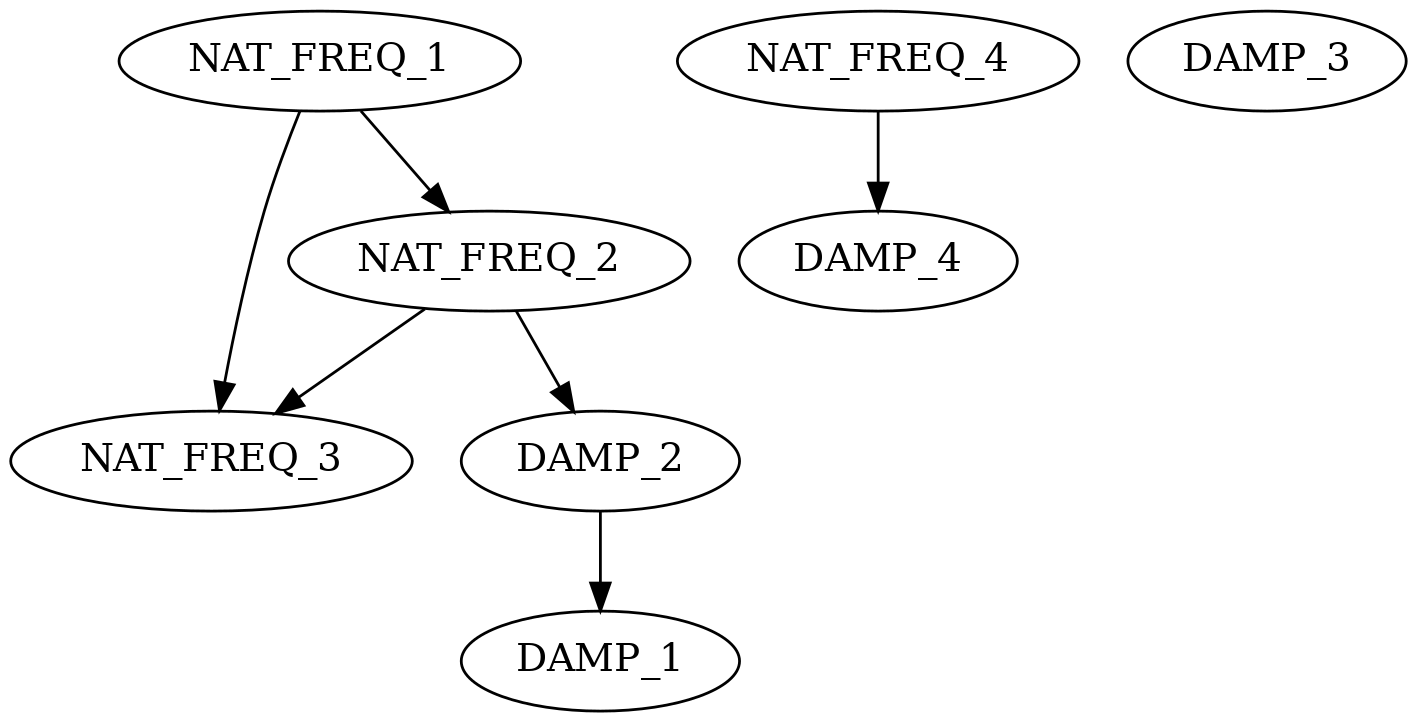 NAT_FREQ_1
NAT_FREQ_4
DAMP_3
NAT_FREQ_2
DAMP_4
NAT_FREQ_3
DAMP_2
DAMP_1